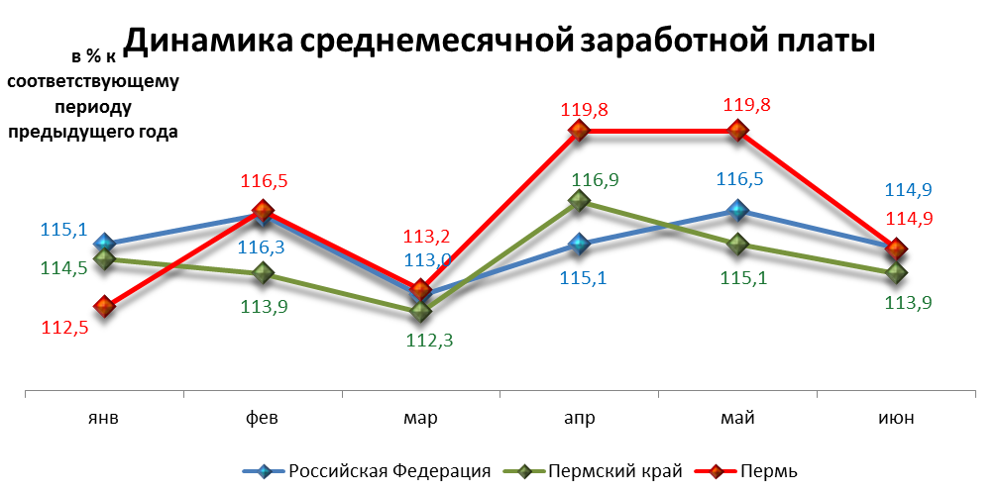 Динамика среднемесячной заработной платы
в % к
соответствующему
периоду
предыдущего года
119,8
119,8
116,5
116,9
116,5
114,9
115,1
113,2
114,9
116,3
113,0
114,5
115,1
115,1
113,9
113,9
112,5
112,3
янв фев мар апр май июн
Российская Федерация Пермский край Пермь